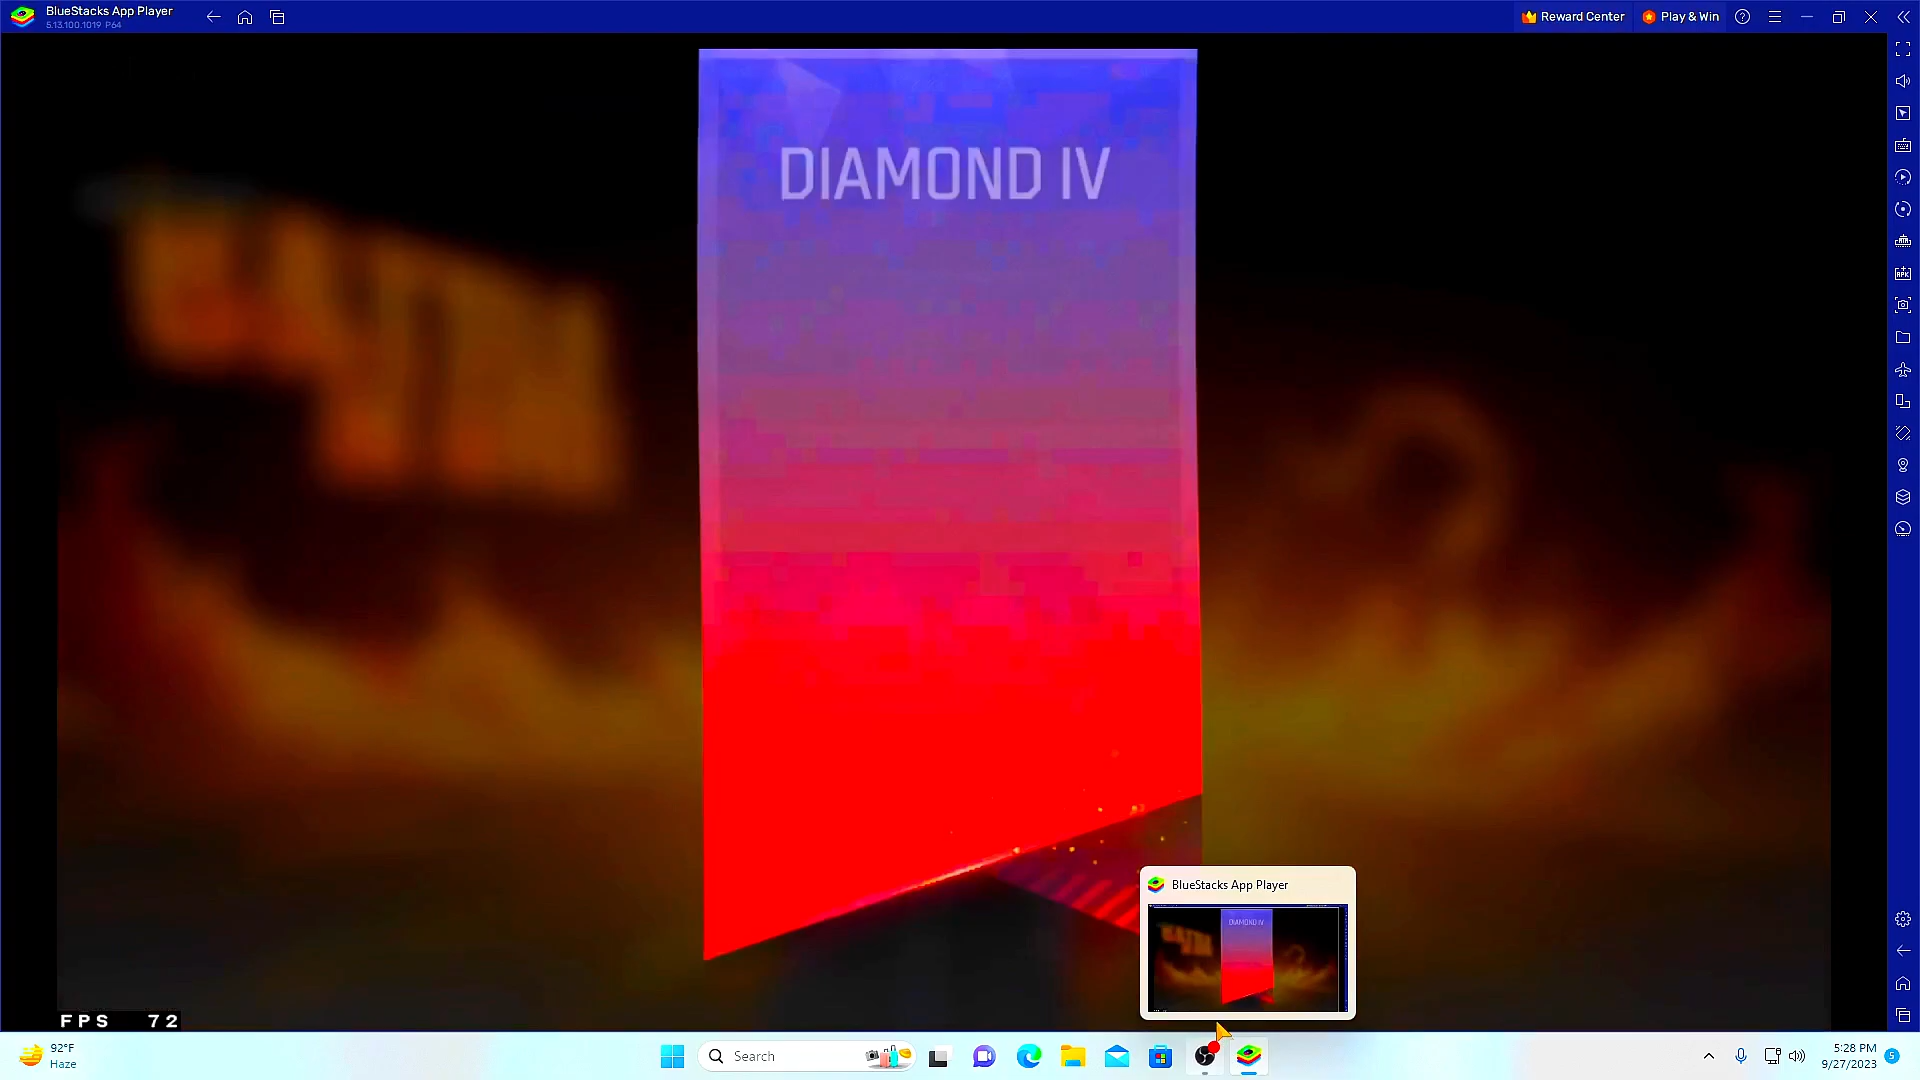 BlueStacks App Player
5.13.100.1019 P64
Reward Center
Play & Win
DIAMOND IV
BlueStacks App Player
DIAMOND IV
FPS 72
92°F
Haze
Search
5:28 PM
9/27/2023
5